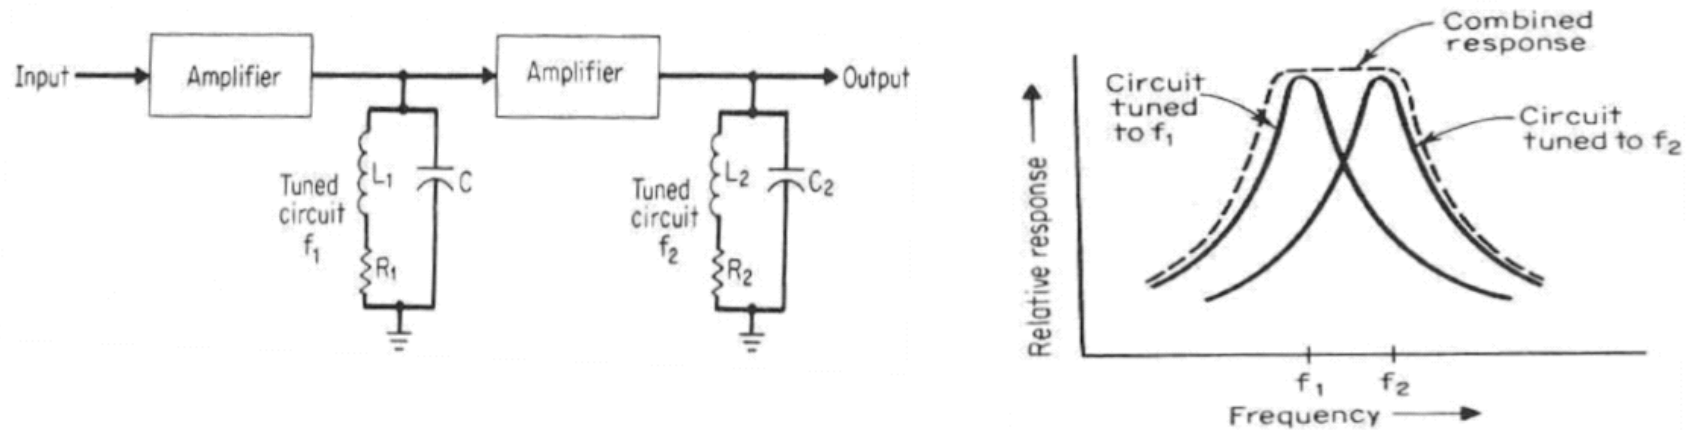 Input
Amplifier
Amplifier
Output
Tuned
circuit
f₁
L₁
C
R₁
Tuned
circuit
f₂
L₂
C₂
R₂
Combined
response
Circuit
tuned
to f₁
Circuit
tuned to f₂
Relative response
f₁
f₂
Frequency